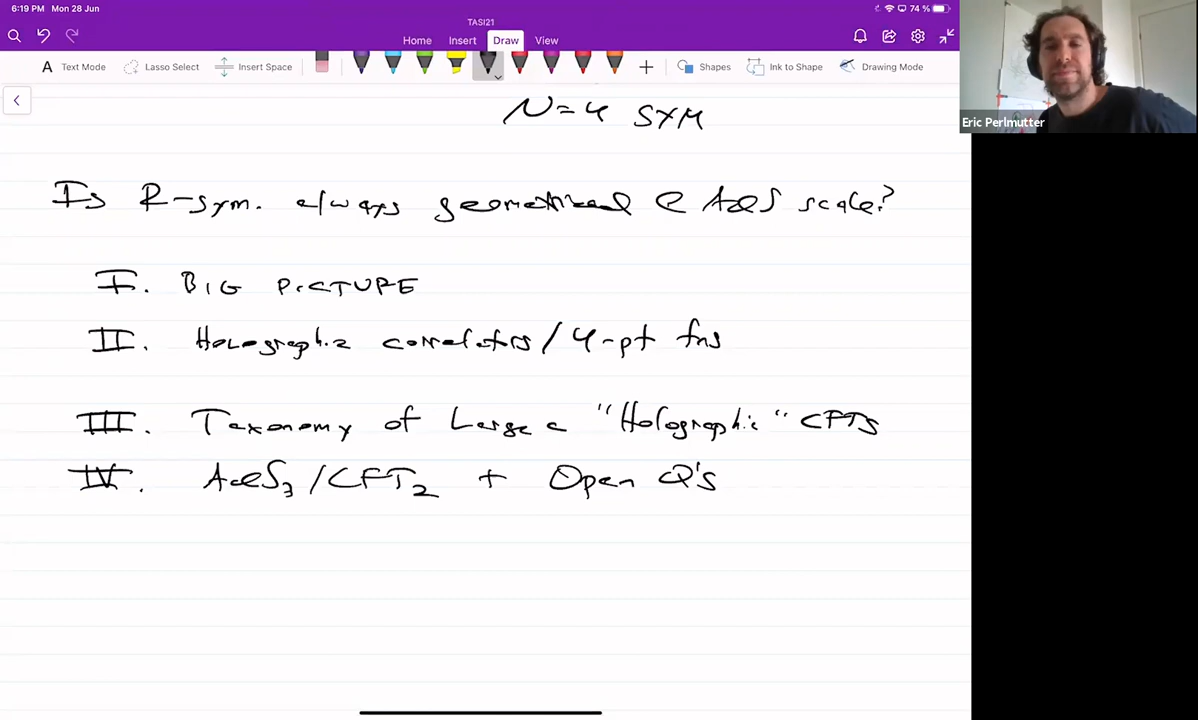 6:19 PM Mon 28 Jun
74 %
TASI21
Home Insert Draw View
A Text Mode Lasso Select Insert Space Shapes Ink to Shape Drawing Mode
Eric Perlmutter
N=4 SYM
Is R-sym. always geometrized @ AdS scale?
I. BIG PICTURE
II. Holographic correlators / 4-pt fns
III. Taxonomy of Large c "Holographic" CFTs
IV. AdS3/CFT2 + Open Q's